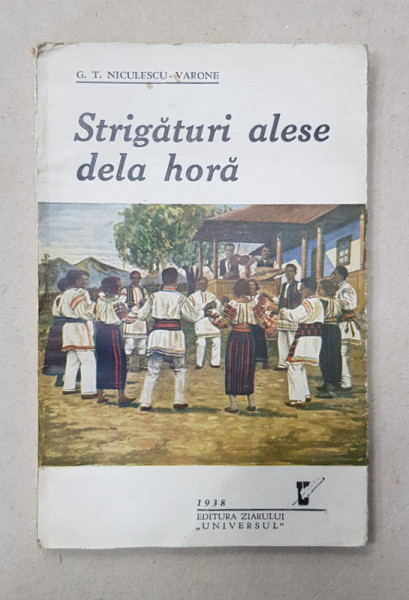 G. T. NICULESCU-VARONE
Strigături alese
dela horă
1938
EDITURA ZIARULUI
„UNIVERSUL“